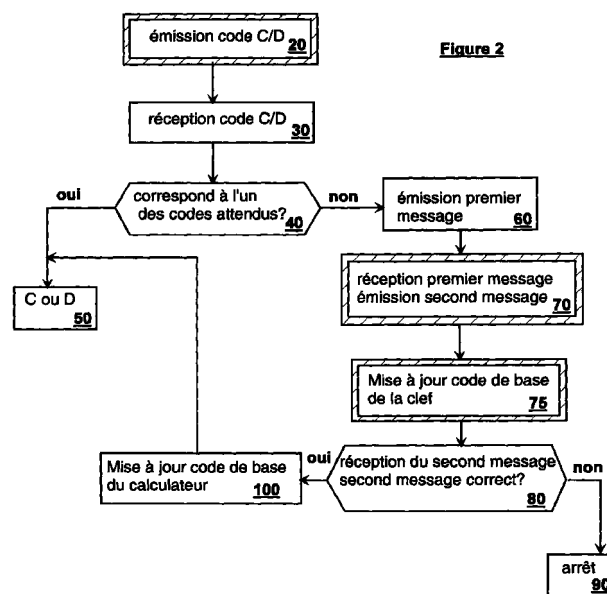 émission code C/D
20
Figure 2
réception code C/D
30
oui
correspond à l'un
des codes attendus?
40
non
émission premier
message
60
C ou D
50
réception premier message
émission second message
70
Mise à jour code de base
de la clef
75
Mise à jour code de base
du calculateur
100
oui
réception du second message
second message correct?
80
non
arrêt
90